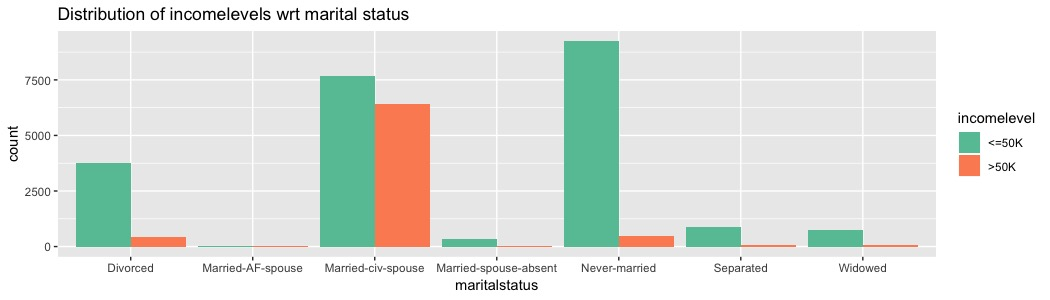 Distribution of incomelevels wrt marital status
count
7500
5000
2500
0
Divorced
Married-AF-spouse
Married-civ-spouse
Married-spouse-absent
Never-married
Separated
Widowed
maritalstatus
incomelevel
<=50K
>50K